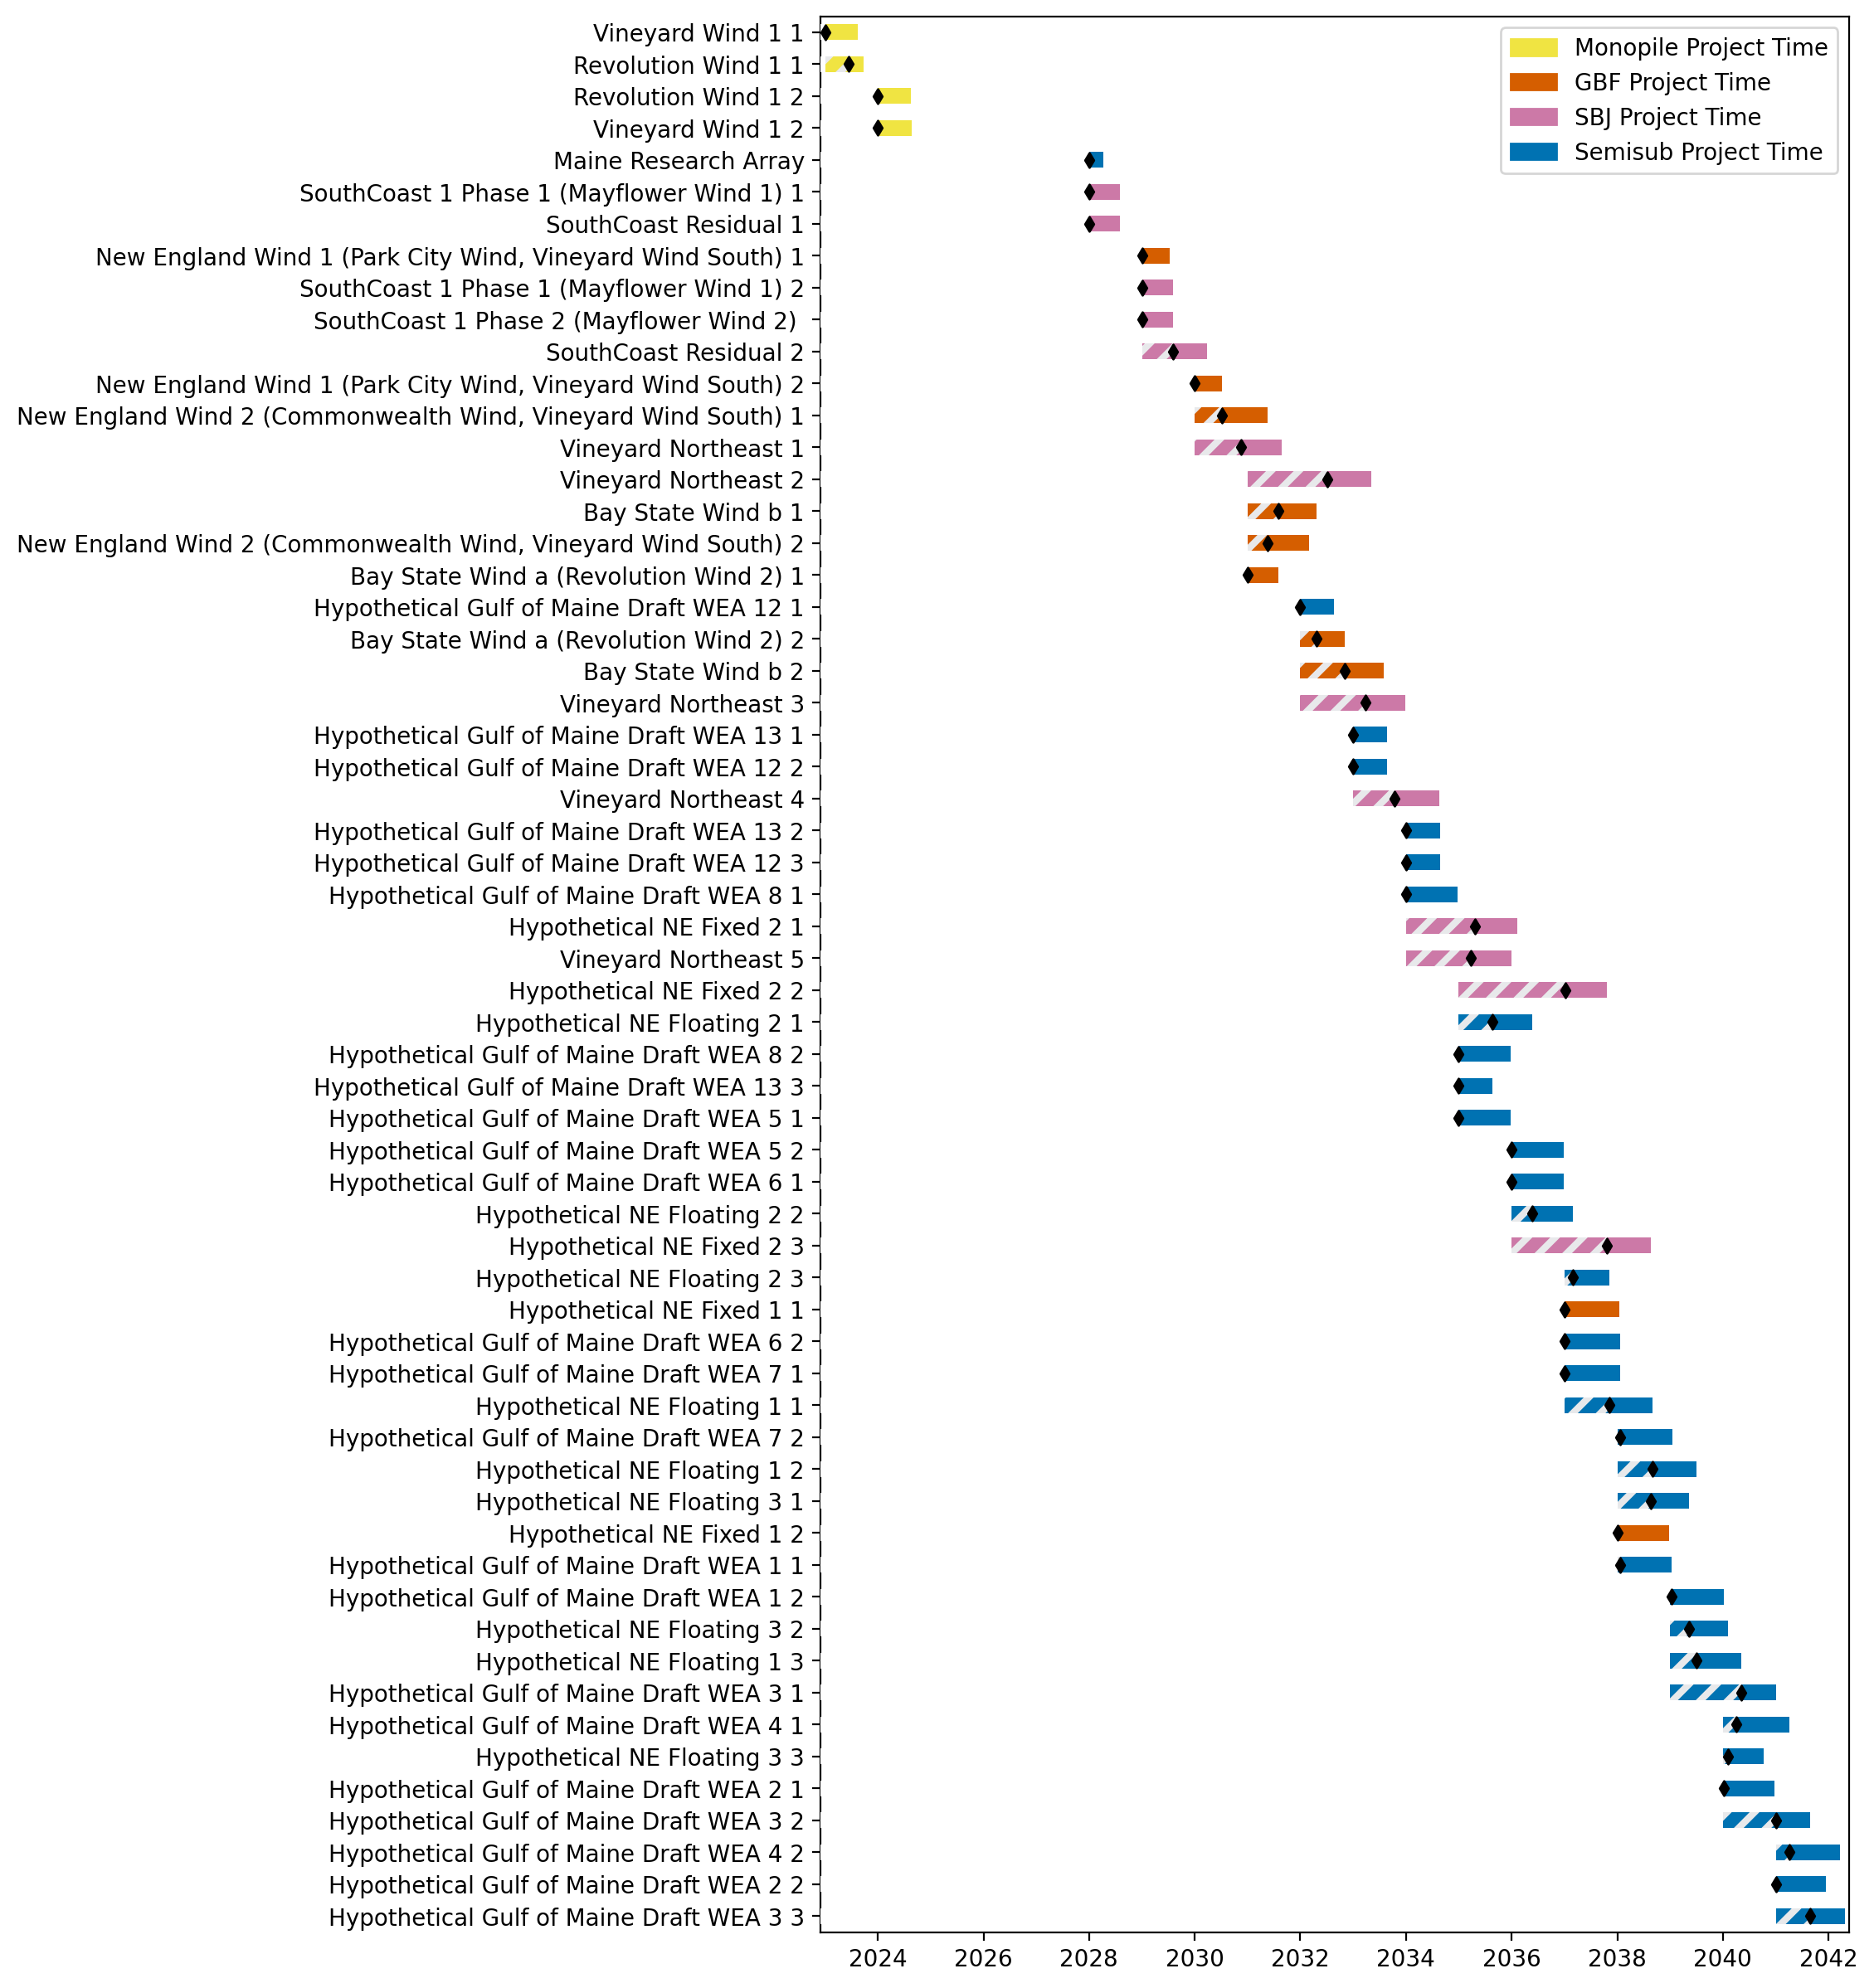 Vineyard Wind 1 1
Revolution Wind 1 1
Revolution Wind 1 2
Vineyard Wind 1 2
Maine Research Array
SouthCoast 1 Phase 1 (Mayflower Wind 1) 1
SouthCoast Residual 1
New England Wind 1 (Park City Wind, Vineyard Wind South) 1
SouthCoast 1 Phase 1 (Mayflower Wind 1) 2
SouthCoast 1 Phase 2 (Mayflower Wind 2)
SouthCoast Residual 2
New England Wind 1 (Park City Wind, Vineyard Wind South) 2
New England Wind 2 (Commonwealth Wind, Vineyard Wind South) 1
Vineyard Northeast 1
Vineyard Northeast 2
Bay State Wind b 1
New England Wind 2 (Commonwealth Wind, Vineyard Wind South) 2
Bay State Wind a (Revolution Wind 2) 1
Hypothetical Gulf of Maine Draft WEA 12 1
Bay State Wind a (Revolution Wind 2) 2
Bay State Wind b 2
Vineyard Northeast 3
Hypothetical Gulf of Maine Draft WEA 13 1
Hypothetical Gulf of Maine Draft WEA 12 2
Vineyard Northeast 4
Hypothetical Gulf of Maine Draft WEA 13 2
Hypothetical Gulf of Maine Draft WEA 12 3
Hypothetical Gulf of Maine Draft WEA 8 1
Hypothetical NE Fixed 2 1
Vineyard Northeast 5
Hypothetical NE Fixed 2 2
Hypothetical NE Floating 2 1
Hypothetical Gulf of Maine Draft WEA 8 2
Hypothetical Gulf of Maine Draft WEA 13 3
Hypothetical Gulf of Maine Draft WEA 5 1
Hypothetical Gulf of Maine Draft WEA 5 2
Hypothetical Gulf of Maine Draft WEA 6 1
Hypothetical NE Floating 2 2
Hypothetical NE Fixed 2 3
Hypothetical NE Floating 2 3
Hypothetical NE Fixed 1 1
Hypothetical Gulf of Maine Draft WEA 6 2
Hypothetical Gulf of Maine Draft WEA 7 1
Hypothetical NE Floating 1 1
Hypothetical Gulf of Maine Draft WEA 7 2
Hypothetical NE Floating 1 2
Hypothetical NE Floating 3 1
Hypothetical NE Fixed 1 2
Hypothetical Gulf of Maine Draft WEA 1 1
Hypothetical Gulf of Maine Draft WEA 1 2
Hypothetical NE Floating 3 2
Hypothetical NE Floating 1 3
Hypothetical Gulf of Maine Draft WEA 3 1
Hypothetical Gulf of Maine Draft WEA 4 1
Hypothetical NE Floating 3 3
Hypothetical Gulf of Maine Draft WEA 2 1
Hypothetical Gulf of Maine Draft WEA 3 2
Hypothetical Gulf of Maine Draft WEA 4 2
Hypothetical Gulf of Maine Draft WEA 2 2
Hypothetical Gulf of Maine Draft WEA 3 3
Monopile Project Time
GBF Project Time
SBJ Project Time
Semisub Project Time
2024 2026 2028 2030 2032 2034 2036 2038 2040 2042